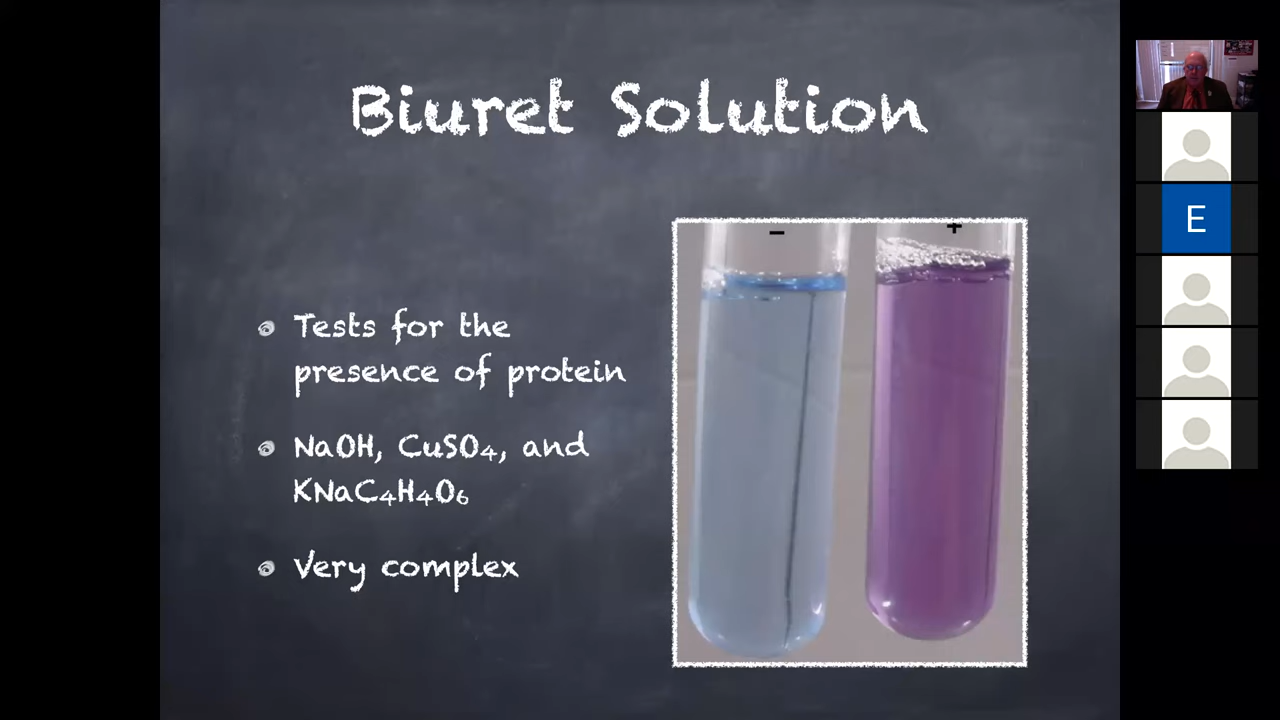 Biuret Solution
− +
Tests for the
presence of protein
NaOH, CuSO₄, and
KNaC₄H₄O₆
Very complex
E